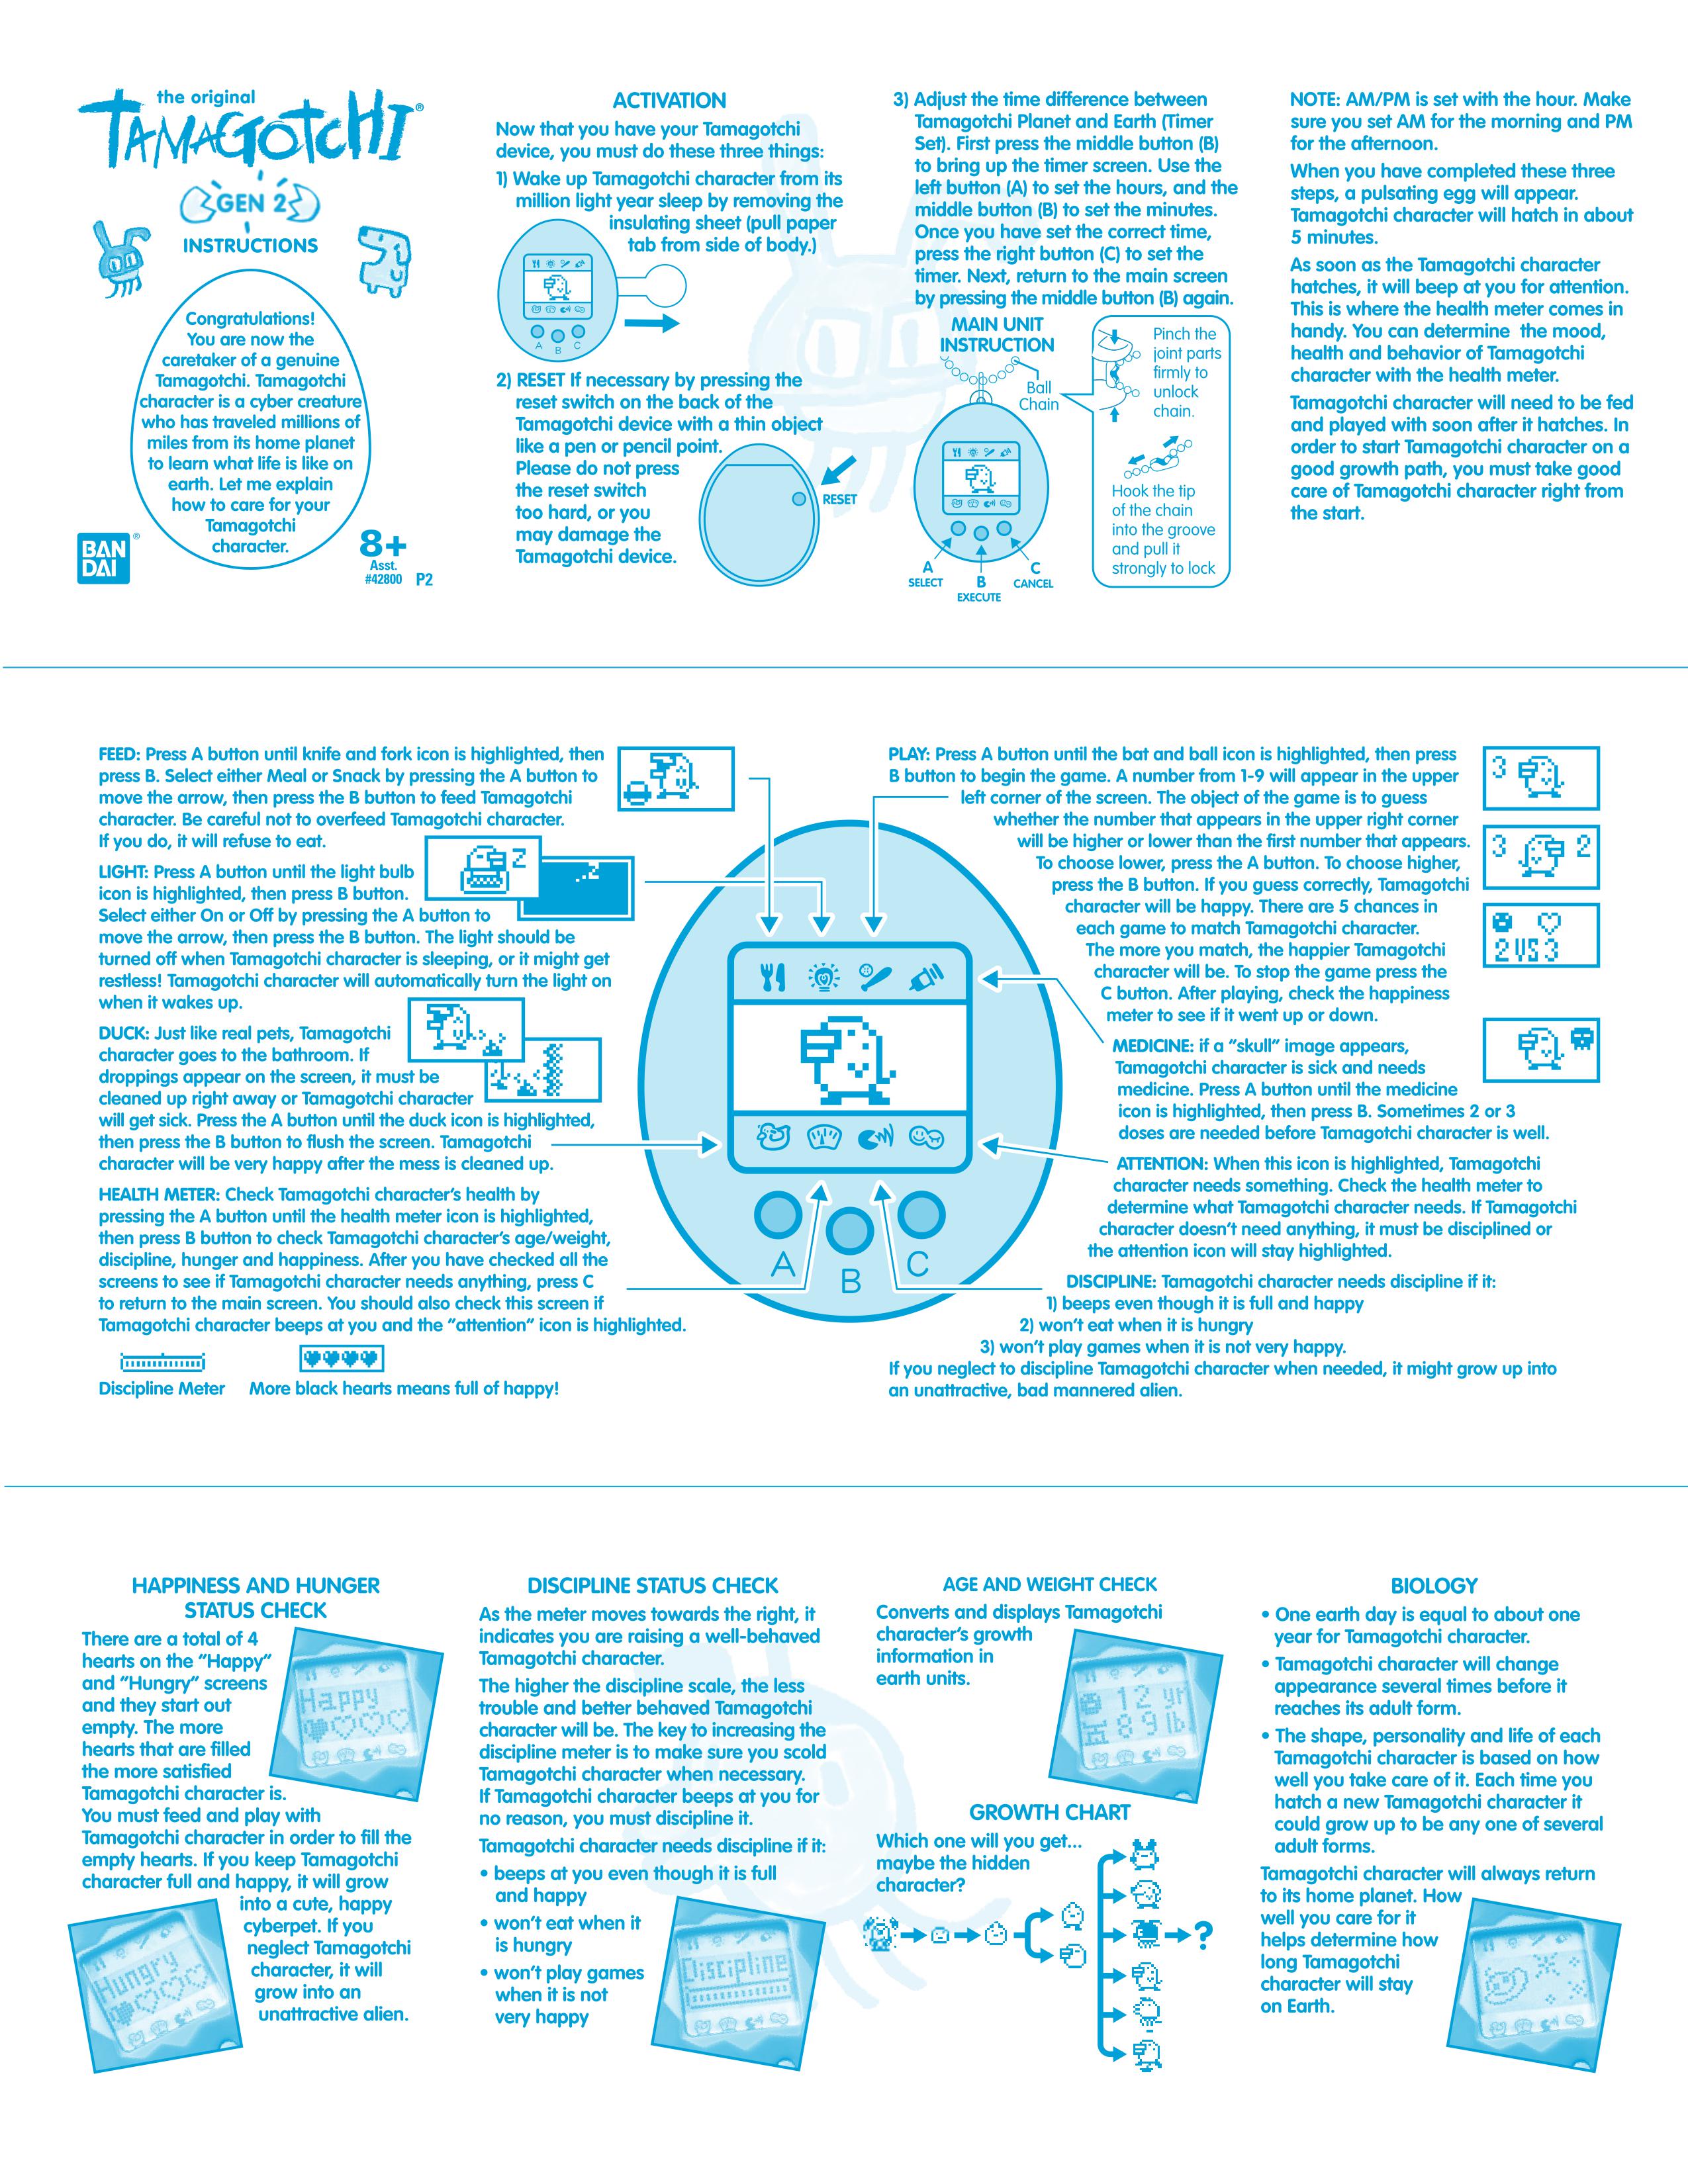 the original
TAMAGOTCHI®
GEN 2
INSTRUCTIONS
Congratulations!
You are now the
caretaker of a genuine
Tamagotchi. Tamagotchi
character is a cyber creature
who has traveled millions of
miles from its home planet
to learn what life is like on
earth. Let me explain
how to care for your
Tamagotchi
character.
BAN
DAI
®
8+
Asst.
#42800 P2
ACTIVATION
Now that you have your Tamagotchi
device, you must do these three things:
1) Wake up Tamagotchi character from its
million light year sleep by removing the
insulating sheet (pull paper
tab from side of body.)
A
B
C
2) RESET If necessary by pressing the
reset switch on the back of the
Tamagotchi device with a thin object
like a pen or pencil point.
Please do not press
the reset switch
too hard, or you
may damage the
Tamagotchi device.
RESET
3) Adjust the time difference between
Tamagotchi Planet and Earth (Timer
Set). First press the middle button (B)
to bring up the timer screen. Use the
left button (A) to set the hours, and the
middle button (B) to set the minutes.
Once you have set the correct time,
press the right button (C) to set the
timer. Next, return to the main screen
by pressing the middle button (B) again.
MAIN UNIT
INSTRUCTION
Ball
Chain
A
SELECT
B
EXECUTE
C
CANCEL
Pinch the
joint parts
firmly to
unlock
chain.
Hook the tip
of the chain
into the groove
and pull it
strongly to lock
NOTE: AM/PM is set with the hour. Make
sure you set AM for the morning and PM
for the afternoon.
When you have completed these three
steps, a pulsating egg will appear.
Tamagotchi character will hatch in about
5 minutes.
As soon as the Tamagotchi character
hatches, it will beep at you for attention.
This is where the health meter comes in
handy. You can determine the mood,
health and behavior of Tamagotchi
character with the health meter.
Tamagotchi character will need to be fed
and played with soon after it hatches. In
order to start Tamagotchi character on a
good growth path, you must take good
care of Tamagotchi character right from
the start.
FEED: Press A button until knife and fork icon is highlighted, then
press B. Select either Meal or Snack by pressing the A button to
move the arrow, then press the B button to feed Tamagotchi
character. Be careful not to overfeed Tamagotchi character.
If you do, it will refuse to eat.
LIGHT: Press A button until the light bulb
icon is highlighted, then press B button.
Select either On or Off by pressing the A button to
move the arrow, then press the B button. The light should be
turned off when Tamagotchi character is sleeping, or it might get
restless! Tamagotchi character will automatically turn the light on
when it wakes up.
Z
Z
DUCK: Just like real pets, Tamagotchi
character goes to the bathroom. If
droppings appear on the screen, it must be
cleaned up right away or Tamagotchi character
will get sick. Press the A button until the duck icon is highlighted,
then press the B button to flush the screen. Tamagotchi
character will be very happy after the mess is cleaned up.
HEALTH METER: Check Tamagotchi character's health by
pressing the A button until the health meter icon is highlighted,
then press B button to check Tamagotchi character's age/weight,
discipline, hunger and happiness. After you have checked all the
screens to see if Tamagotchi character needs anything, press C
to return to the main screen. You should also check this screen if
Tamagotchi character beeps at you and the "attention" icon is highlighted.
Discipline Meter
More black hearts means full of happy!
A
B
C
PLAY: Press A button until the bat and ball icon is highlighted, then press
B button to begin the game. A number from 1-9 will appear in the upper
left corner of the screen. The object of the game is to guess
whether the number that appears in the upper right corner
will be higher or lower than the first number that appears.
To choose lower, press the A button. To choose higher,
press the B button. If you guess correctly, Tamagotchi
character will be happy. There are 5 chances in
each game to match Tamagotchi character.
The more you match, the happier Tamagotchi
character will be. To stop the game press the
C button. After playing, check the happiness
meter to see if it went up or down.
3
3 2
2 VS 3
MEDICINE: if a "skull" image appears,
Tamagotchi character is sick and needs
medicine. Press A button until the medicine
icon is highlighted, then press B. Sometimes 2 or 3
doses are needed before Tamagotchi character is well.
ATTENTION: When this icon is highlighted, Tamagotchi
character needs something. Check the health meter to
determine what Tamagotchi character needs. If Tamagotchi
character doesn't need anything, it must be disciplined or
the attention icon will stay highlighted.
DISCIPLINE: Tamagotchi character needs discipline if it:
1) beeps even though it is full and happy
2) won't eat when it is hungry
3) won't play games when it is not very happy.
If you neglect to discipline Tamagotchi character when needed, it might grow up into
an unattractive, bad mannered alien.
HAPPINESS AND HUNGER
STATUS CHECK
There are a total of 4
hearts on the "Happy"
and "Hungry" screens
and they start out
empty. The more
hearts that are filled
the more satisfied
Tamagotchi character is.
You must feed and play with
Tamagotchi character in order to fill the
empty hearts. If you keep Tamagotchi
character full and happy, it will grow
into a cute, happy
cyberpet. If you
neglect Tamagotchi
character, it will
grow into an
unattractive alien.
Happy
Hungry
DISCIPLINE STATUS CHECK
As the meter moves towards the right, it
indicates you are raising a well-behaved
Tamagotchi character.
The higher the discipline scale, the less
trouble and better behaved Tamagotchi
character will be. The key to increasing the
discipline meter is to make sure you scold
Tamagotchi character when necessary.
If Tamagotchi character beeps at you for
no reason, you must discipline it.
Tamagotchi character needs discipline if it:
• beeps at you even though it is full
and happy
• won't eat when it
is hungry
• won't play games
when it is not
very happy
Discipline
AGE AND WEIGHT CHECK
Converts and displays Tamagotchi
character's growth
information in
earth units.
12 yr
89 lb
GROWTH CHART
Which one will you get...
maybe the hidden
character?
?
BIOLOGY
• One earth day is equal to about one
year for Tamagotchi character.
• Tamagotchi character will change
appearance several times before it
reaches its adult form.
• The shape, personality and life of each
Tamagotchi character is based on how
well you take care of it. Each time you
hatch a new Tamagotchi character it
could grow up to be any one of several
adult forms.
Tamagotchi character will always return
to its home planet. How
well you care for it
helps determine how
long Tamagotchi
character will stay
on Earth.